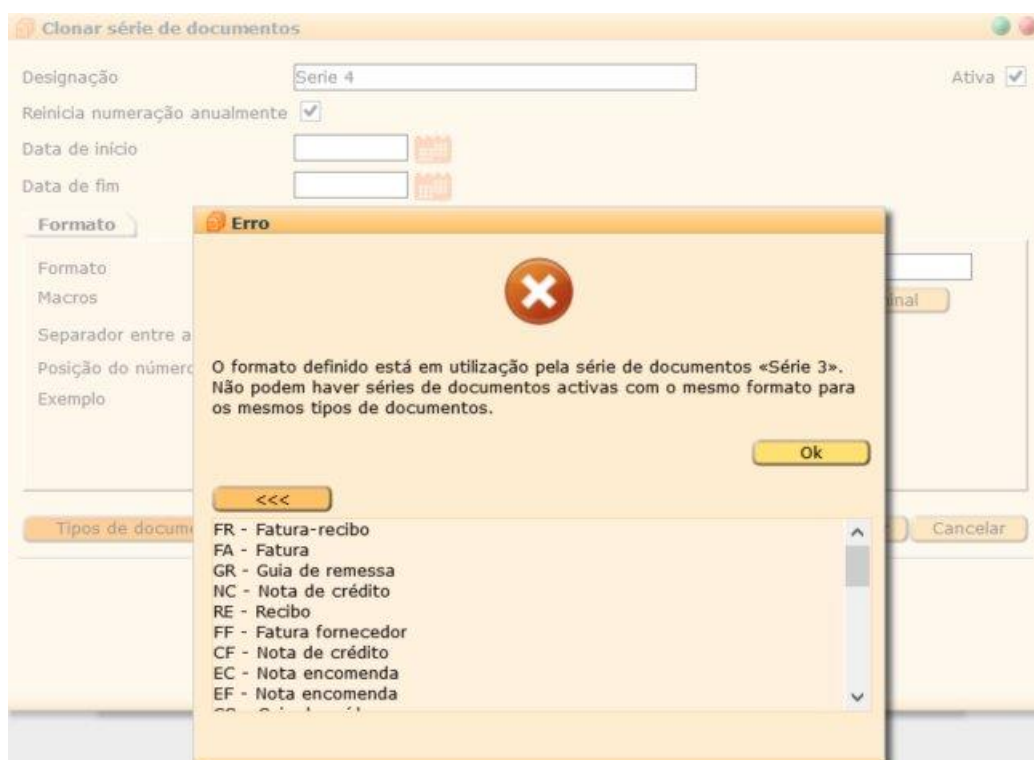 Clonar série de documentos
Designação
Serie 4
Ativa
Reinicia numeração anualmente
Data de início
Data de fim
Formato
Erro
Formato
Macros
inal
Separador entre a
Posição do número
Exemplo
O formato definido está em utilização pela série de documentos «Série 3».
Não podem haver séries de documentos activas com o mesmo formato para
os mesmos tipos de documentos.
Ok
<<<
Tipos de docume
Cancelar
FR - Fatura-recibo
FA - Fatura
GR - Guia de remessa
NC - Nota de crédito
RE - Recibo
FF - Fatura fornecedor
CF - Nota de crédito
EC - Nota encomenda
EF - Nota encomenda